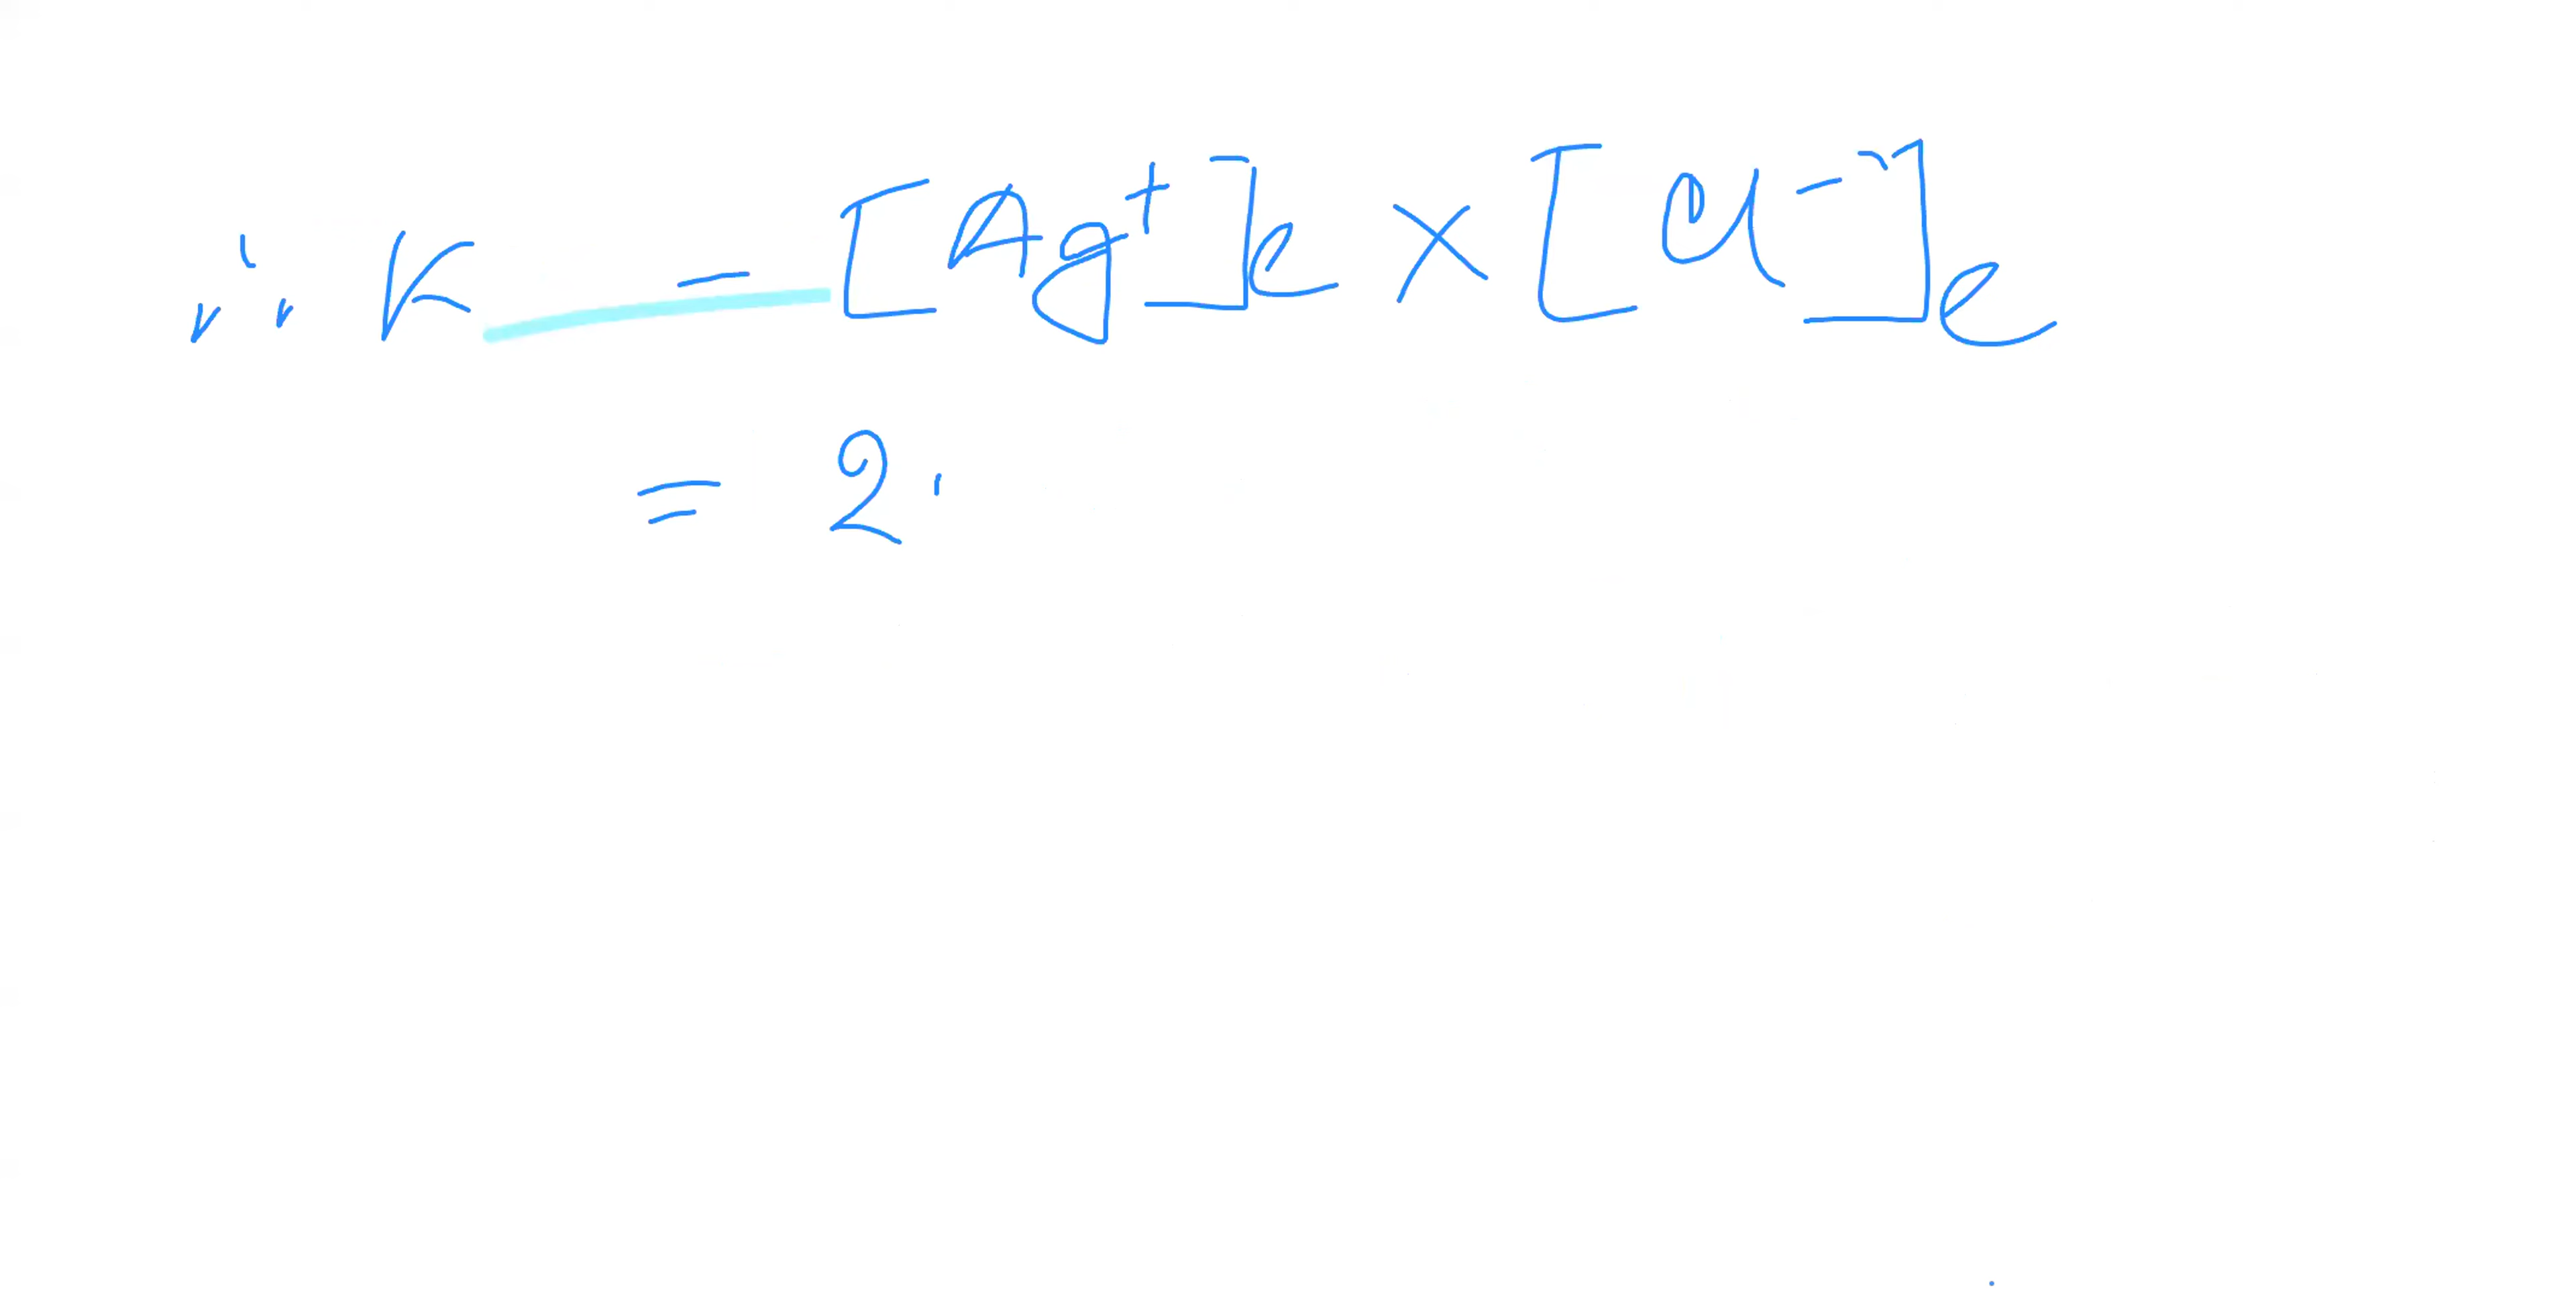 ∴ K = [Ag⁺]e × [Cl⁻]e
= 2.